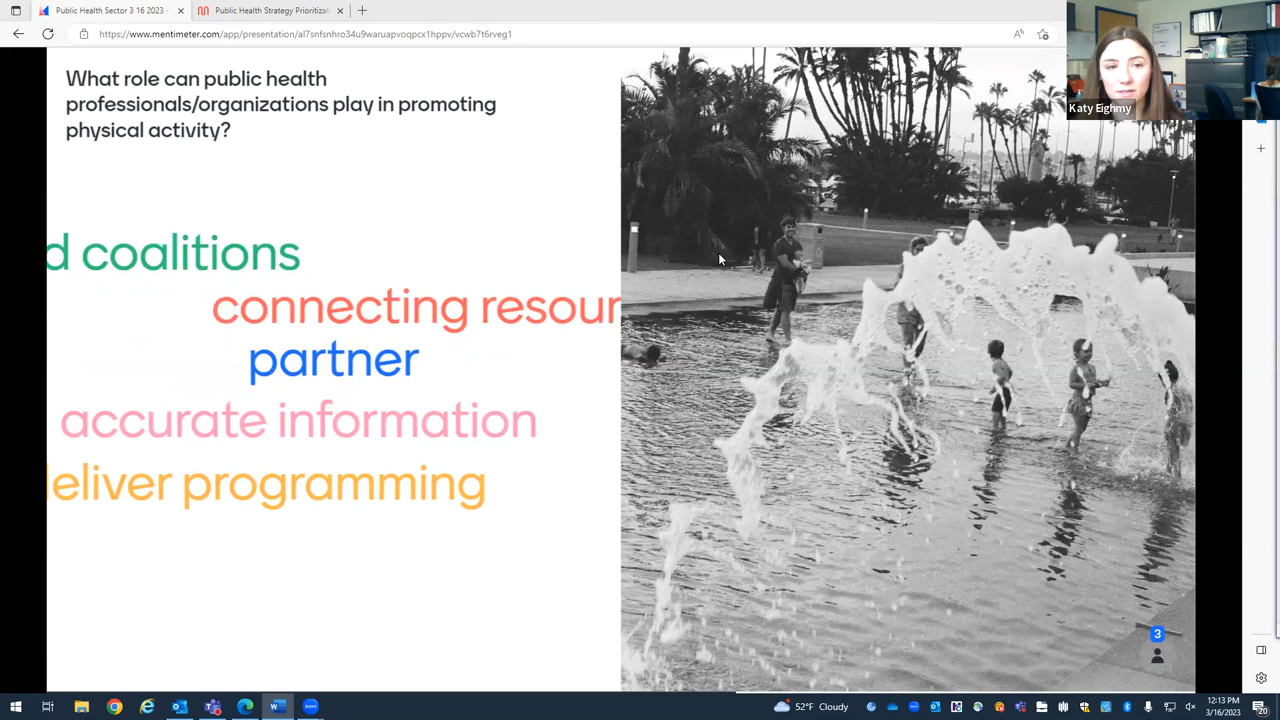 Public Health Sector 3 16 2023 -
Public Health Strategy Prioritizat
https://www.mentimeter.com/app/presentation/al7snfsnhro34u9waruapvoqpcx1hppv/vcwb7t6rveg1
Katy Eighmy
What role can public health
professionals/organizations play in promoting
physical activity?
d coalitions
connecting resour
partner
accurate information
eliver programming
3
52°F Cloudy
12:13 PM
3/16/2023
20